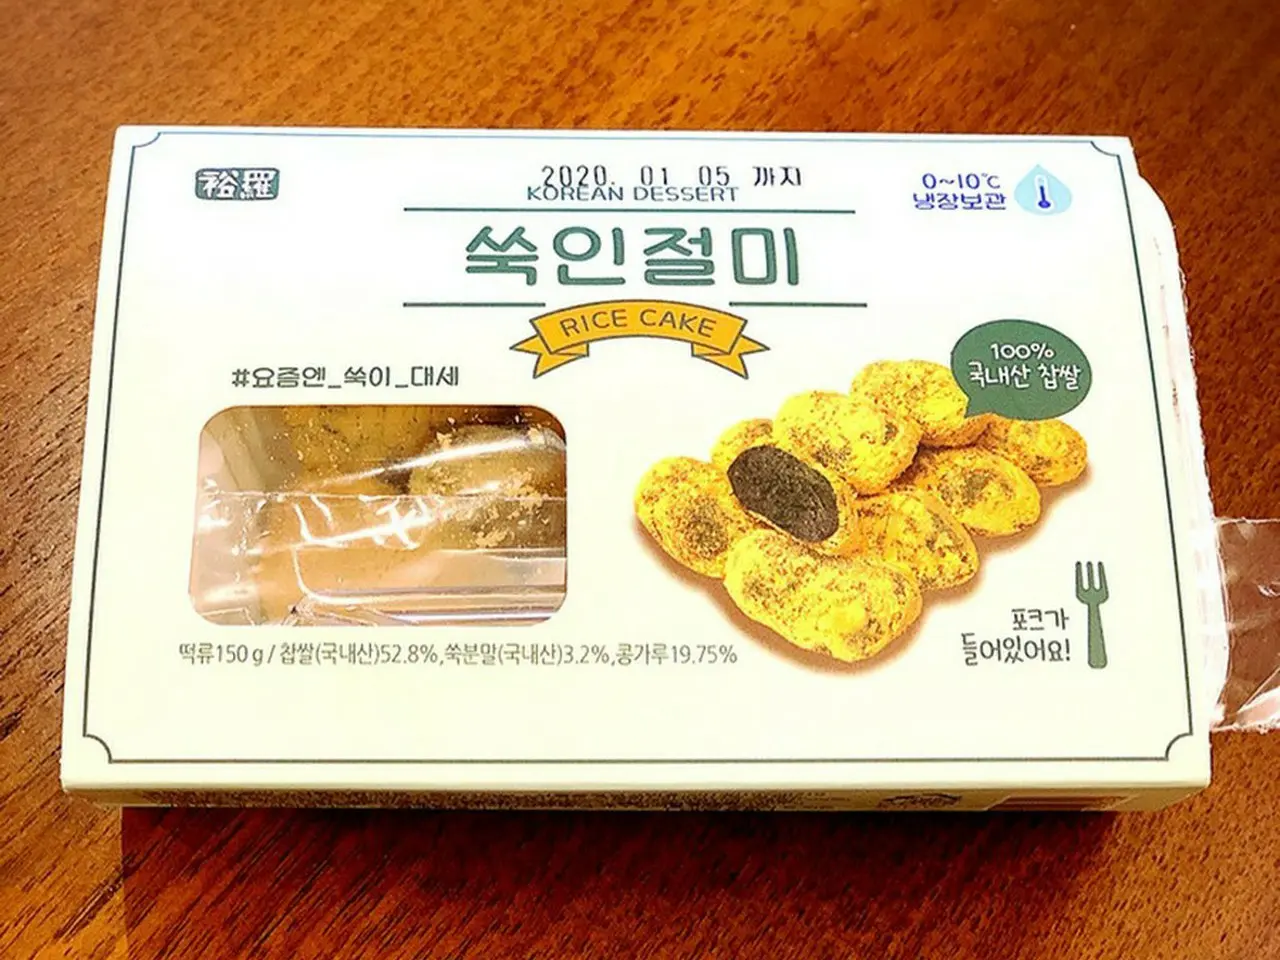 裕羅
2020. 01 05 까지
KOREAN DESSERT
0~10℃
냉장보관
쑥인절미
RICE CAKE
100%
국내산 찹쌀
#요즘엔_쑥이_대세
포크가
들어있어요!
떡류150g/찹쌀(국내산)52.8%,쑥분말(국내산)3.2%,콩가루19.75%